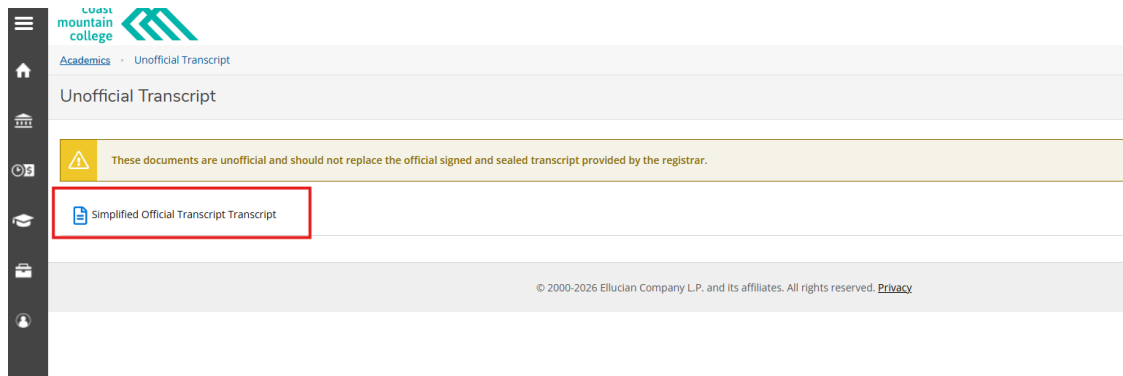 coast
mountain
college
Academics · Unofficial Transcript
Unofficial Transcript
These documents are unofficial and should not replace the official signed and sealed transcript provided by the registrar.
Simplified Official Transcript Transcript
© 2000-2026 Ellucian Company L.P. and its affiliates. All rights reserved. Privacy